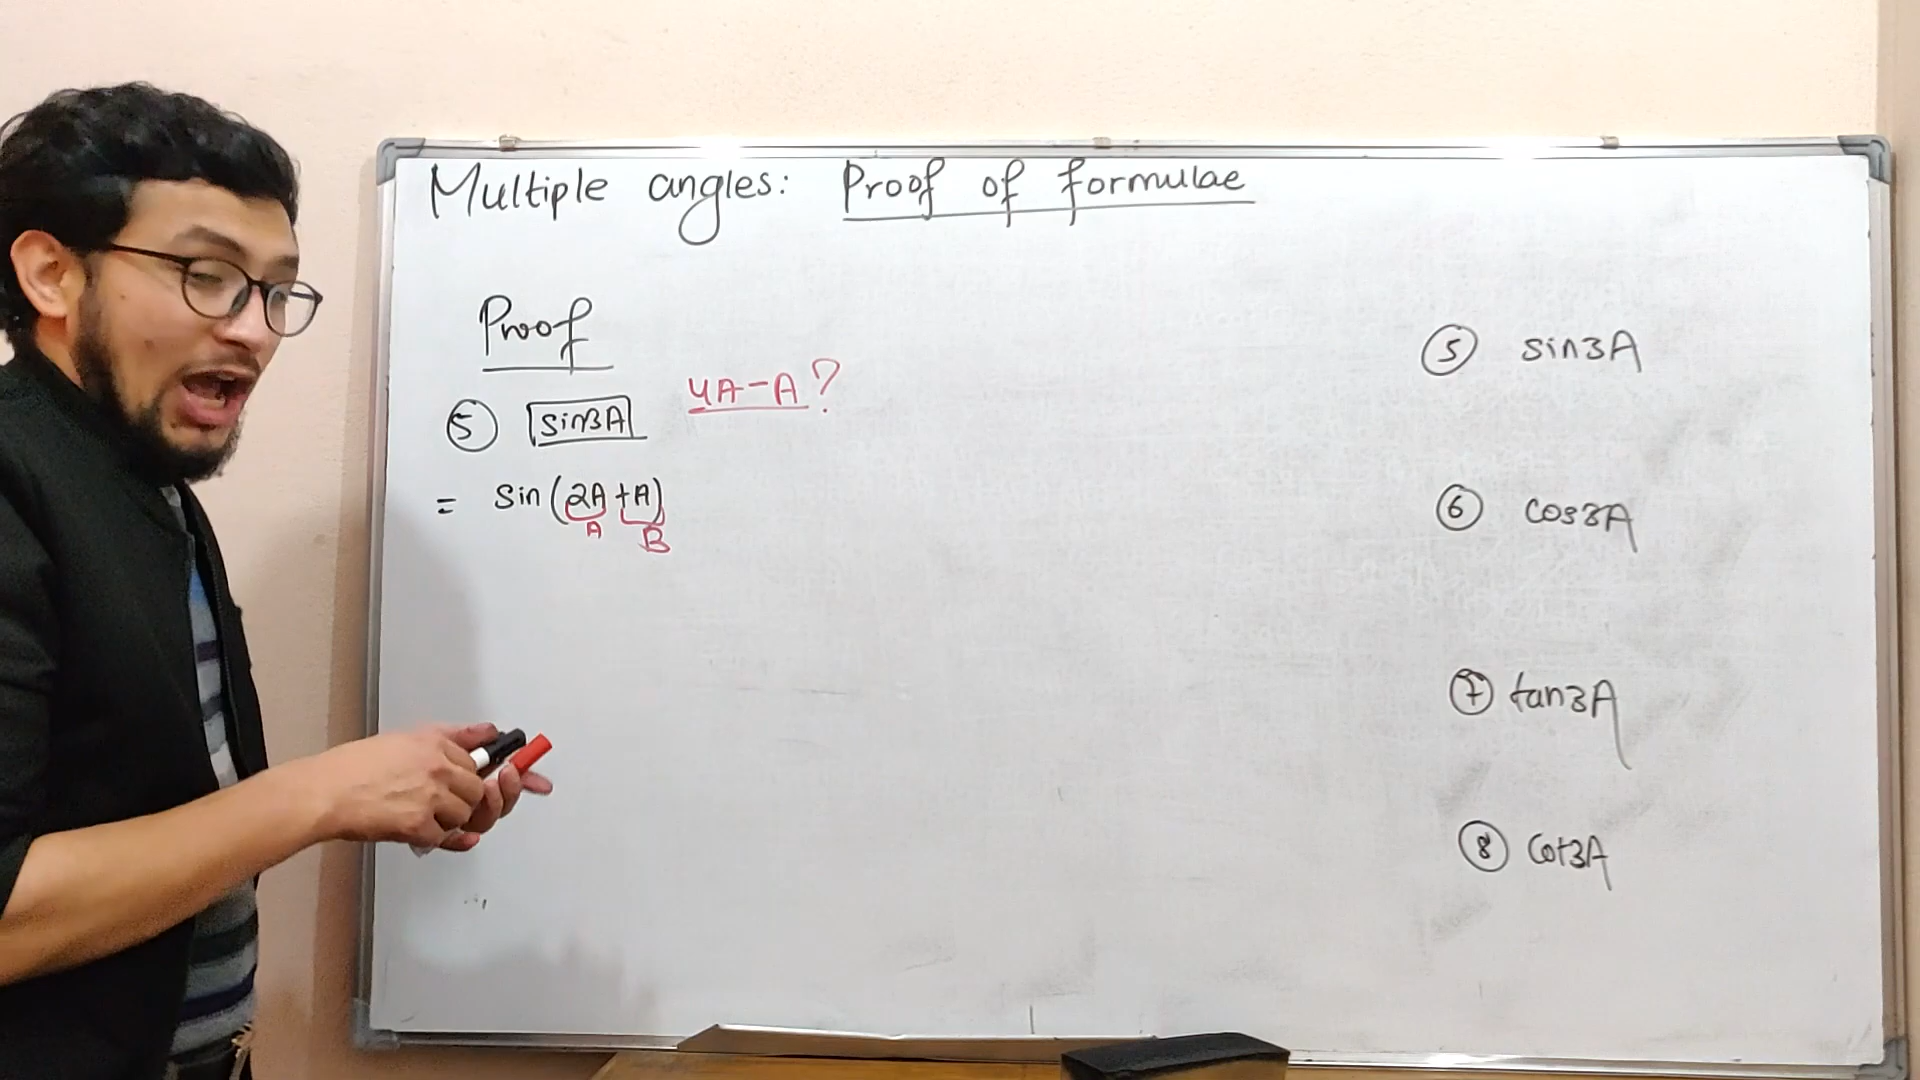 Multiple angles: Proof of formulae
Proof
4A-A?
5 sin3A
= sin (2A+A)
A B
5 sin3A
6 cos3A
7 tan3A
8 cot3A